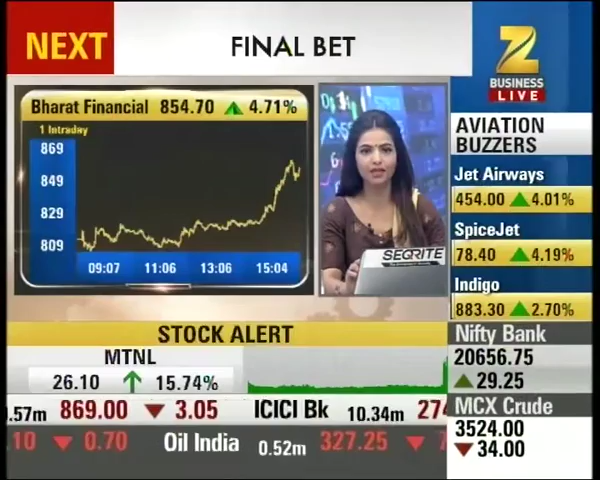 NEXT
FINAL BET
Z
BUSINESS
LIVE
Bharat Financial 854.70 4.71%
1 Intraday
869
849
829
809
09:07 11:06 13:06 15:04
SEQRITE
AVIATION
BUZZERS
Jet Airways
454.00 4.01%
SpiceJet
78.40 4.19%
Indigo
883.30 2.70%
STOCK ALERT
MTNL
26.10 15.74%
Nifty Bank
20656.75
29.25
.57m 869.00 3.05 ICICI Bk 10.34m 274
MCX Crude
3524.00
34.00
.10 0.70 Oil India 0.52m 327.25